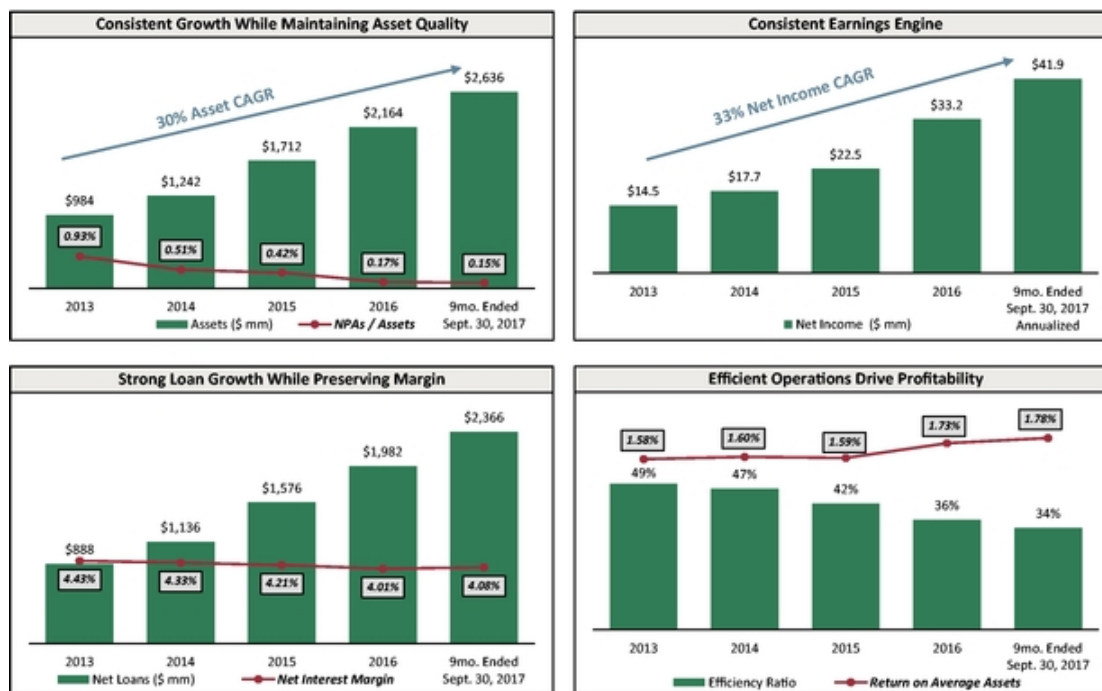 Consistent Growth While Maintaining Asset Quality
30% Asset CAGR
$984
$1,242
$1,712
$2,164
$2,636
0.93%
0.51%
0.42%
0.17%
0.15%
2013
2014
2015
2016
9mo. Ended
Sept. 30, 2017
Assets ($ mm)
NPAs / Assets
Consistent Earnings Engine
33% Net Income CAGR
$14.5
$17.7
$22.5
$33.2
$41.9
2013
2014
2015
2016
9mo. Ended
Sept. 30, 2017
Annualized
Net Income ($ mm)
Strong Loan Growth While Preserving Margin
$888
$1,136
$1,576
$1,982
$2,366
4.43%
4.33%
4.21%
4.01%
4.08%
2013
2014
2015
2016
9mo. Ended
Sept. 30, 2017
Net Loans ($ mm)
Net Interest Margin
Efficient Operations Drive Profitability
1.58%
1.60%
1.59%
1.73%
1.78%
49%
47%
42%
36%
34%
2013
2014
2015
2016
9mo. Ended
Sept. 30, 2017
Efficiency Ratio
Return on Average Assets